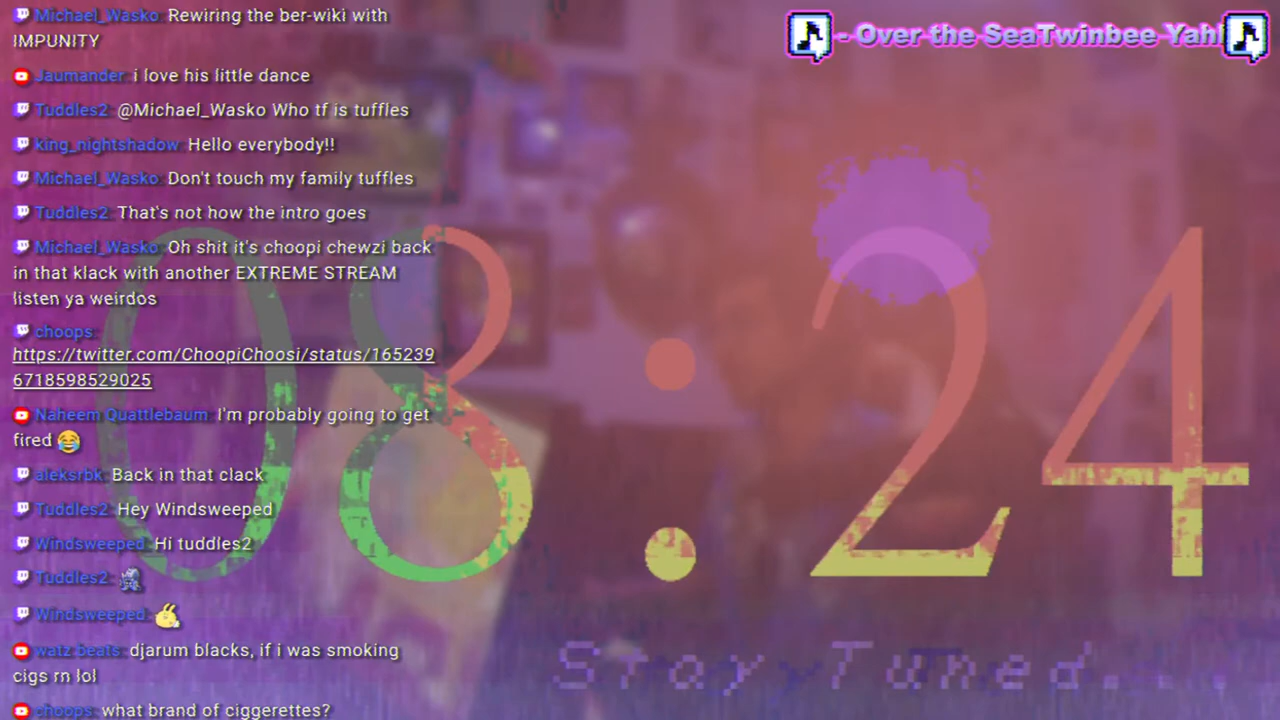 Michael_Wasko: Rewiring the ber-wiki with
IMPUNITY
Jaumander: i love his little dance
Tuddles2: @Michael_Wasko Who tf is tuffles
king_nightshadow: Hello everybody!!
Michael_Wasko: Don't touch my family tuffles
Tuddles2: That's not how the intro goes
Michael_Wasko: Oh shit it's choopi chewzi back
in that klack with another EXTREME STREAM
listen ya weirdos
choops:
https://twitter.com/ChoopiChoosi/status/165239
6718598529025
Naheem Quattlebaum: I'm probably going to get
fired 😂
aleksrbk: Back in that clack
Tuddles2: Hey Windsweeped
Windsweeped: Hi tuddles2
Tuddles2:
Windsweeped:
watz beats: djarum blacks, if i was smoking
cigs rn lol
choops: what brand of ciggerettes?
- Over the SeaTwinbee Yah
08:24
Stay Tuned...